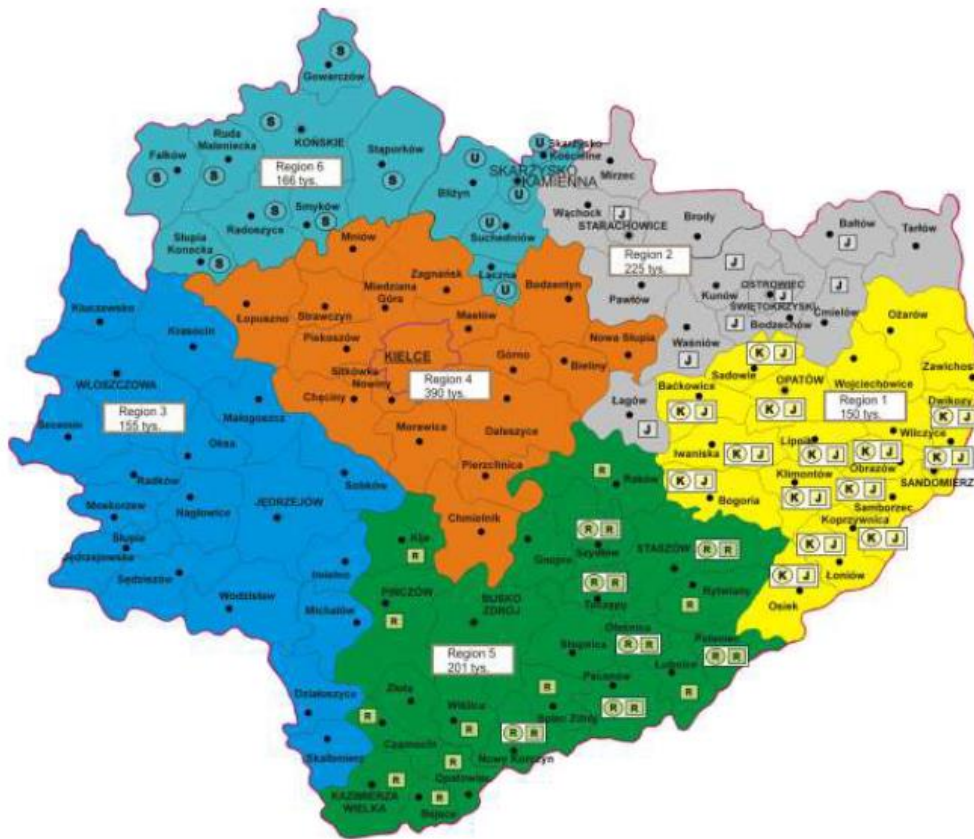 S
Gowarczów
S
Ruda
Maleniecka
KOŃSKIE
U
Skarżysko
Kościelne
Fałków
Stąporków
U
Mirzec
S
S
Region 6
166 tys.
S
SKARŻYSKO
KAMIENNA
Bliżyn
U
Wąchock
J
Brody
Bałtów
Tarłów
S
Smyków
S
Radoszyce
STARACHOWICE
J
U
Suchedniów
Słupia
Konecka
S
Mniów
Region 2
225 tys.
Łączna
U
Zagnańsk
J
J
Bodzentyn
Miedziana
Góra
Pawłów
Kunów
OSTROWIEC
J
ŚWIĘTOKRZYSKI
Kluczewsko
Krasocin
Łopuszno
Strawczyn
Masłów
J
Bodzechów
Ćmielów
Ożarów
Piekoszów
Nowa Słupia
Waśniów
J
KIELCE
Górno
Bieliny
K J
Sadowie
Sitkówka
Nowiny
Region 4
390 tys.
Baćkowice
OPATÓW
Wojciechowice
Zawichost
WŁOSZCZOWA
Chęciny
K J
K J
Region 1
150 tys.
Dwikozy
Region 3
155 tys.
Małogoszcz
Łagów
J
K J
Secemin
Morawica
Daleszyce
Lipnik
Wilczyce
Oksa
Iwaniska
K J
K J
K J
K J
Pierzchnica
Klimontów
Obrazów
Radków
Sobków
R
Raków
K J
K J
K J
SANDOMIERZ
Moskorzew
Nagłowice
JĘDRZEJÓW
Bogoria
Samborzec
Chmielnik
Koprzywnica
Słupia
Jędrzejowska
Kije
R
Gnojno
R R
Szydłów
STASZÓW
R R
K J
K J
Sędziszów
Imielno
Łoniów
K J
Wodzisław
Michałów
PIŃCZÓW
R
BUSKO
ZDRÓJ
R R
Tuczępy
Rytwiany
R
Osiek
Oleśnica
Połaniec
Stopnica
R R
R R
Region 5
201 tys.
Łubnice
Pacanów
R
Działoszyce
Złota
R
R
Wiślica
R
Solec Zdrój
R R
Czarnocin
R R
Skalbmierz
R
Nowy Korczyn
R
Opatowiec
KAZIMIERZA
WIELKA
R
Bejsce